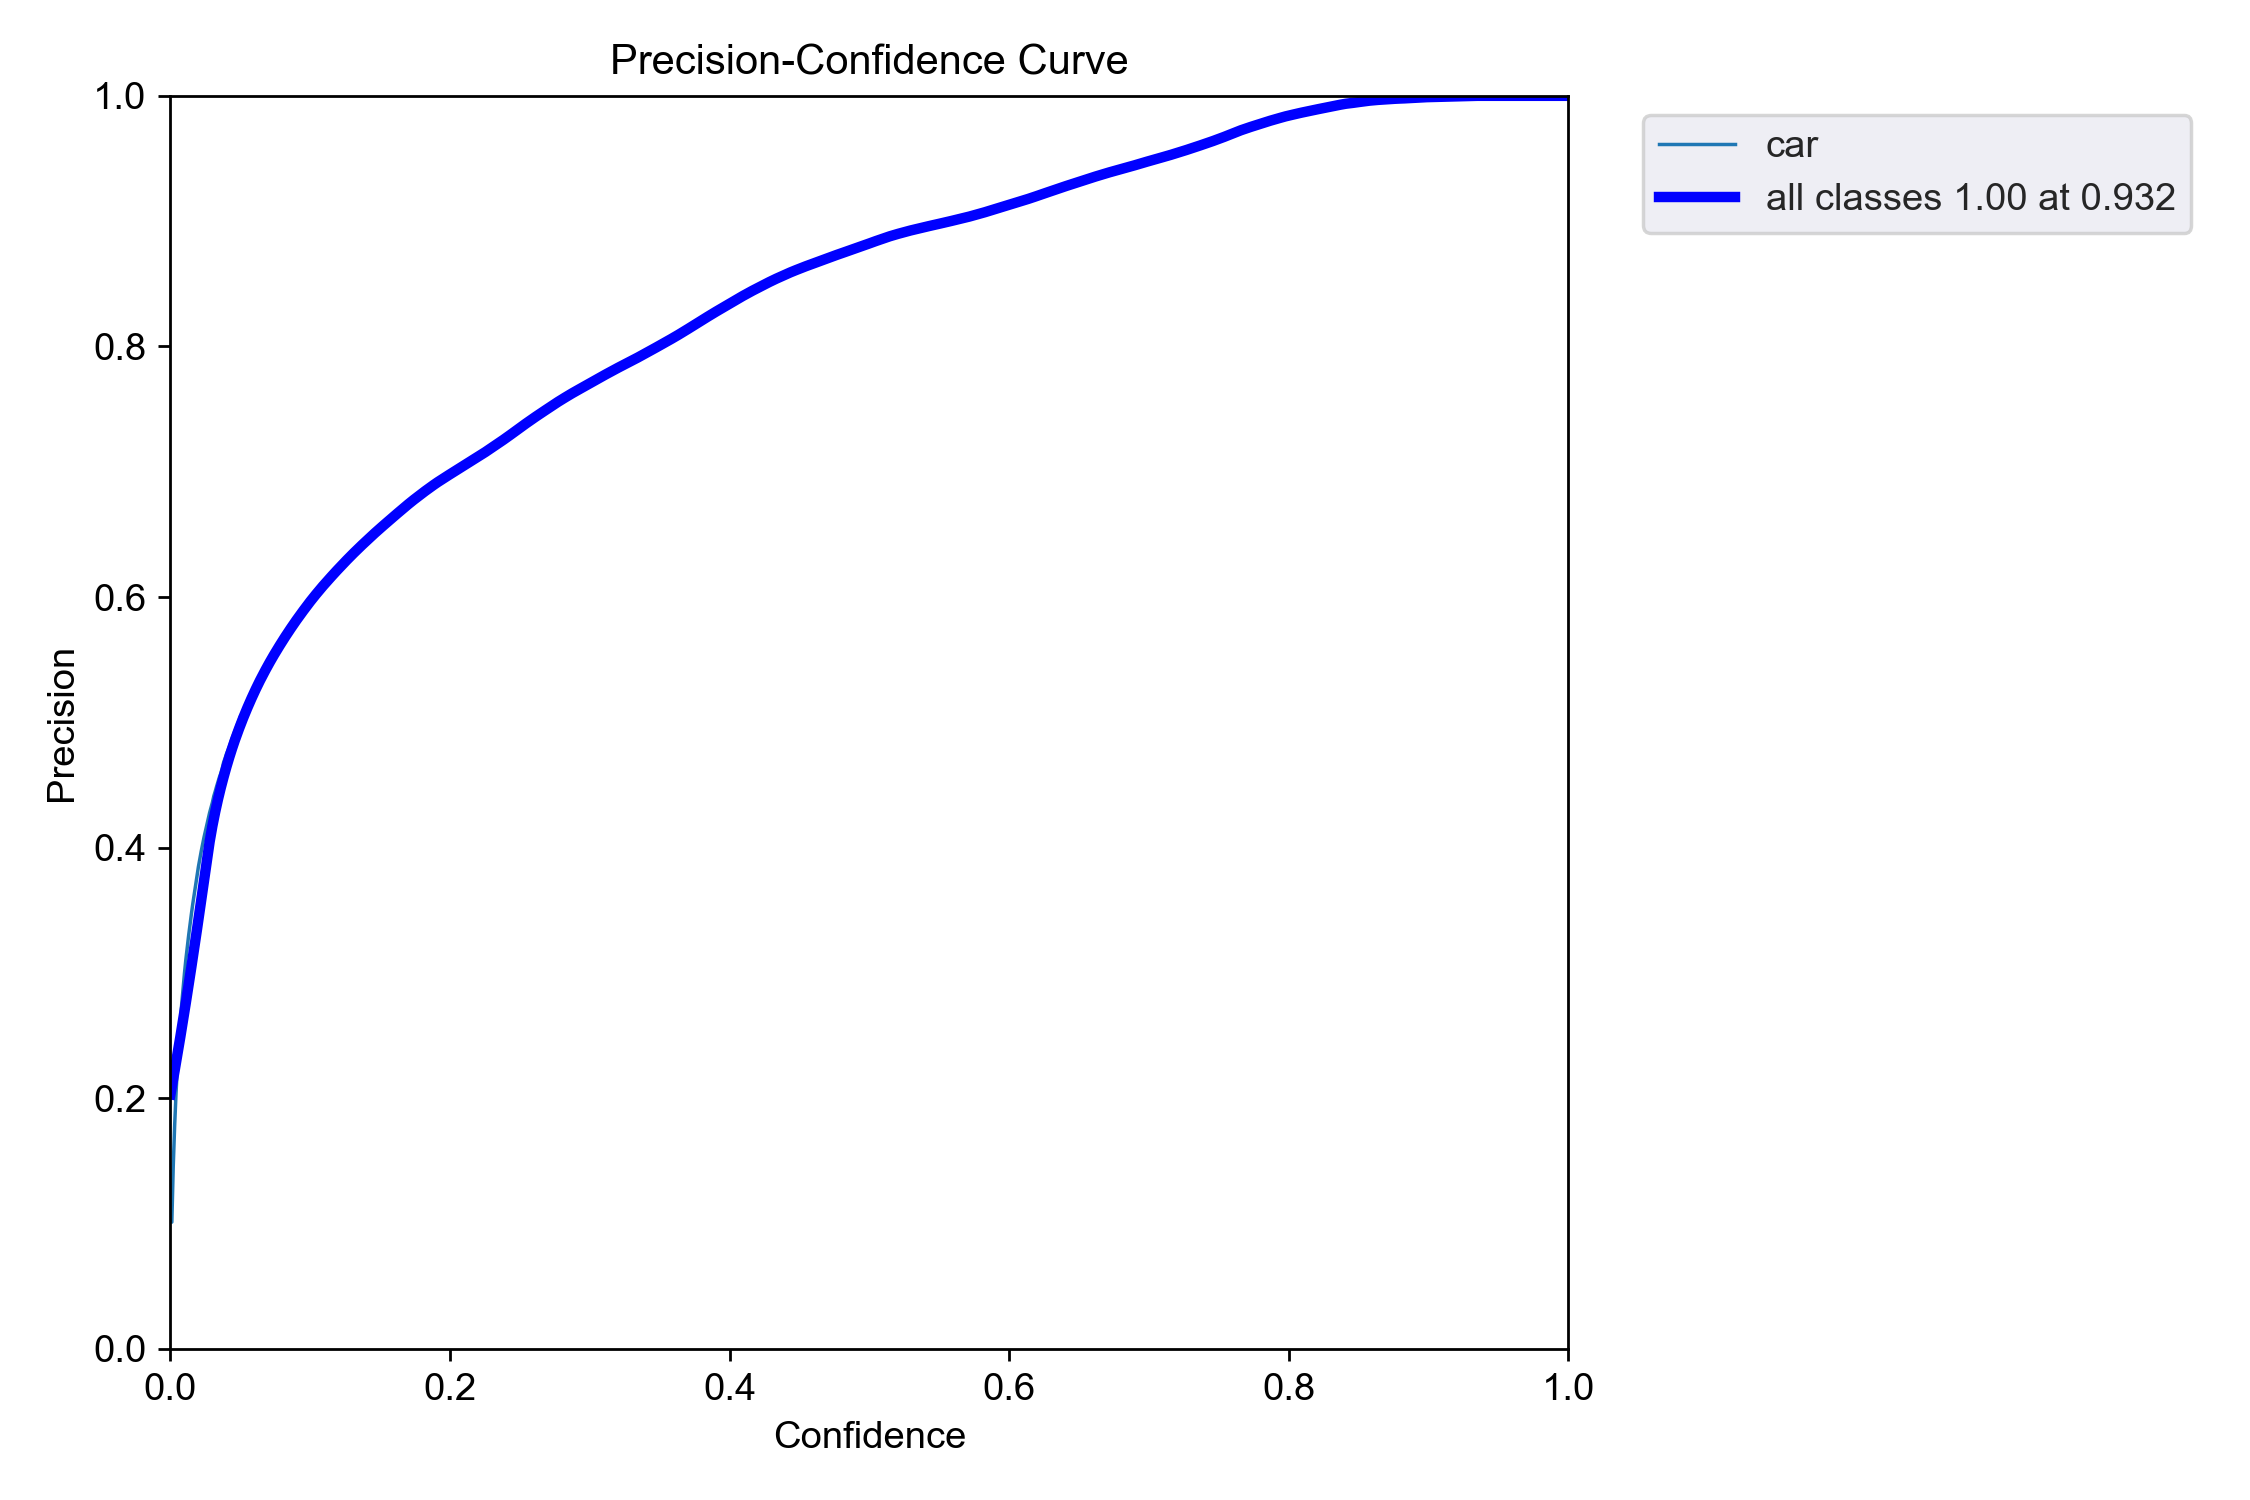 Precision-Confidence Curve
1.0
0.8
0.6
0.4
0.2
0.0
Precision
0.0 0.2 0.4 0.6 0.8 1.0
Confidence
car
all classes 1.00 at 0.932